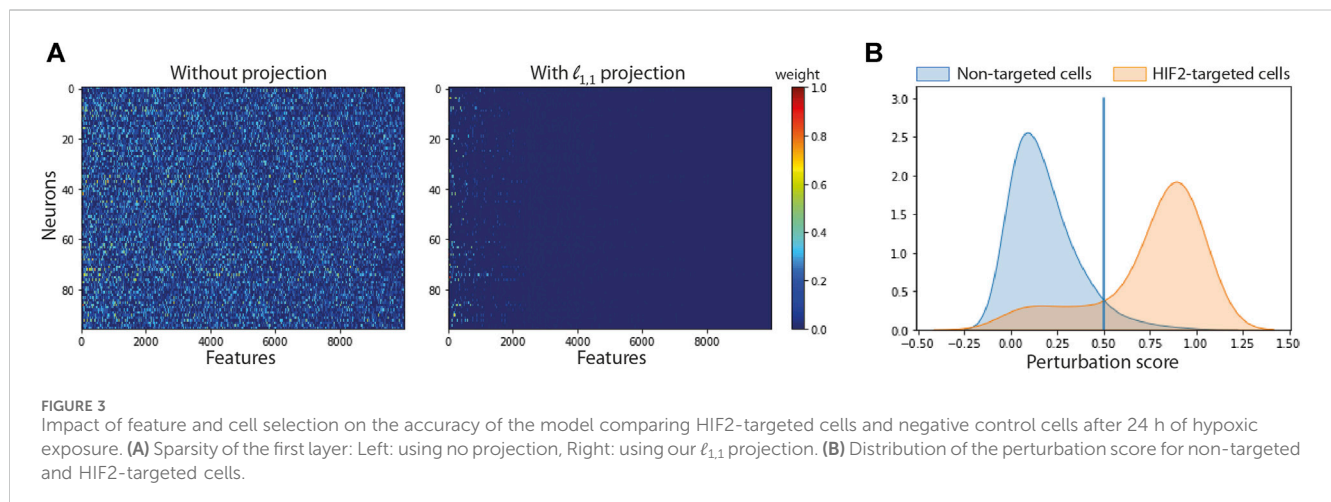 A
B
Without projection
With ℓ1,1 projection
weight
Non-targeted cells
HIF2-targeted cells
0
20
40
60
80
Neurons
0 2000 4000 6000 8000
Features
0
20
40
60
80
0 2000 4000 6000 8000
Features
1.0
0.8
0.6
0.4
0.2
0.0
3.0
2.5
2.0
1.5
1.0
0.5
0.0
−0.50 −0.25 0.00 0.25 0.50 0.75 1.00 1.25 1.50
Perturbation score
FIGURE 3
Impact of feature and cell selection on the accuracy of the model comparing HIF2-targeted cells and negative control cells after 24 h of hypoxic
exposure. (A) Sparsity of the first layer: Left: using no projection, Right: using our ℓ1,1 projection. (B) Distribution of the perturbation score for non-targeted
and HIF2-targeted cells.